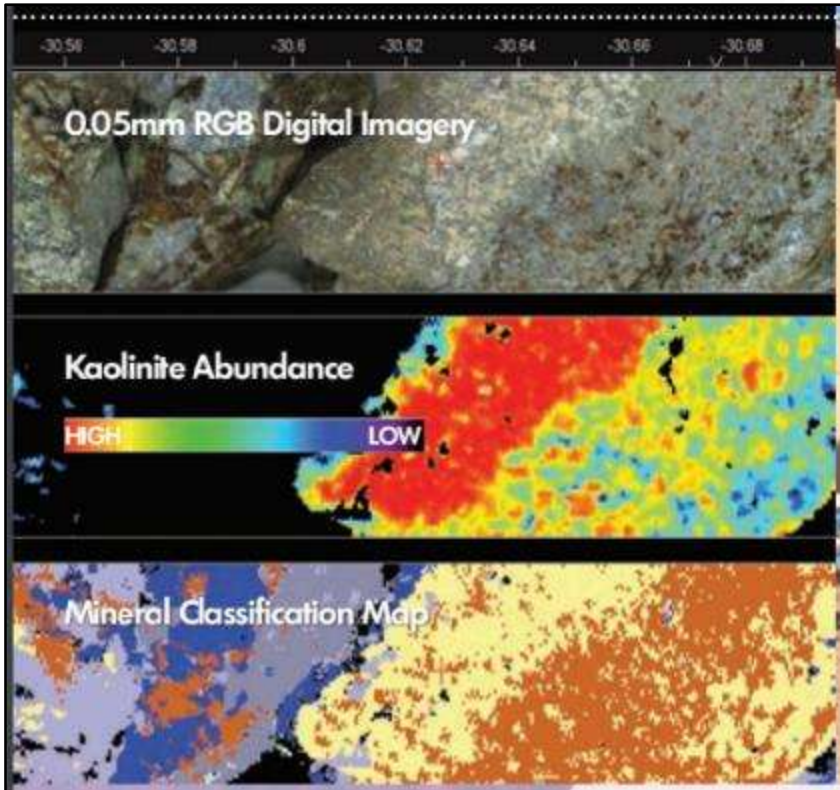 -30.56 -30.58 -30.6 -30.62 -30.64 -30.66 -30.68
0.05mm RGB Digital Imagery
Kaolinite Abundance
HIGH LOW
Mineral Classification Map